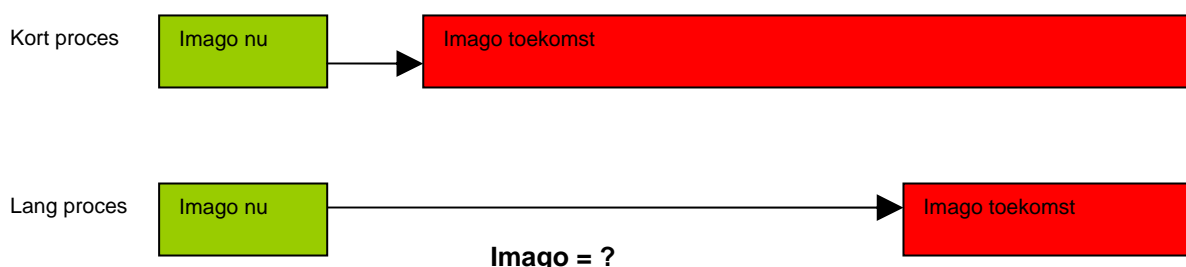 Kort proces
Imago nu
Imago toekomst
Lang proces
Imago nu
Imago toekomst
Imago = ?